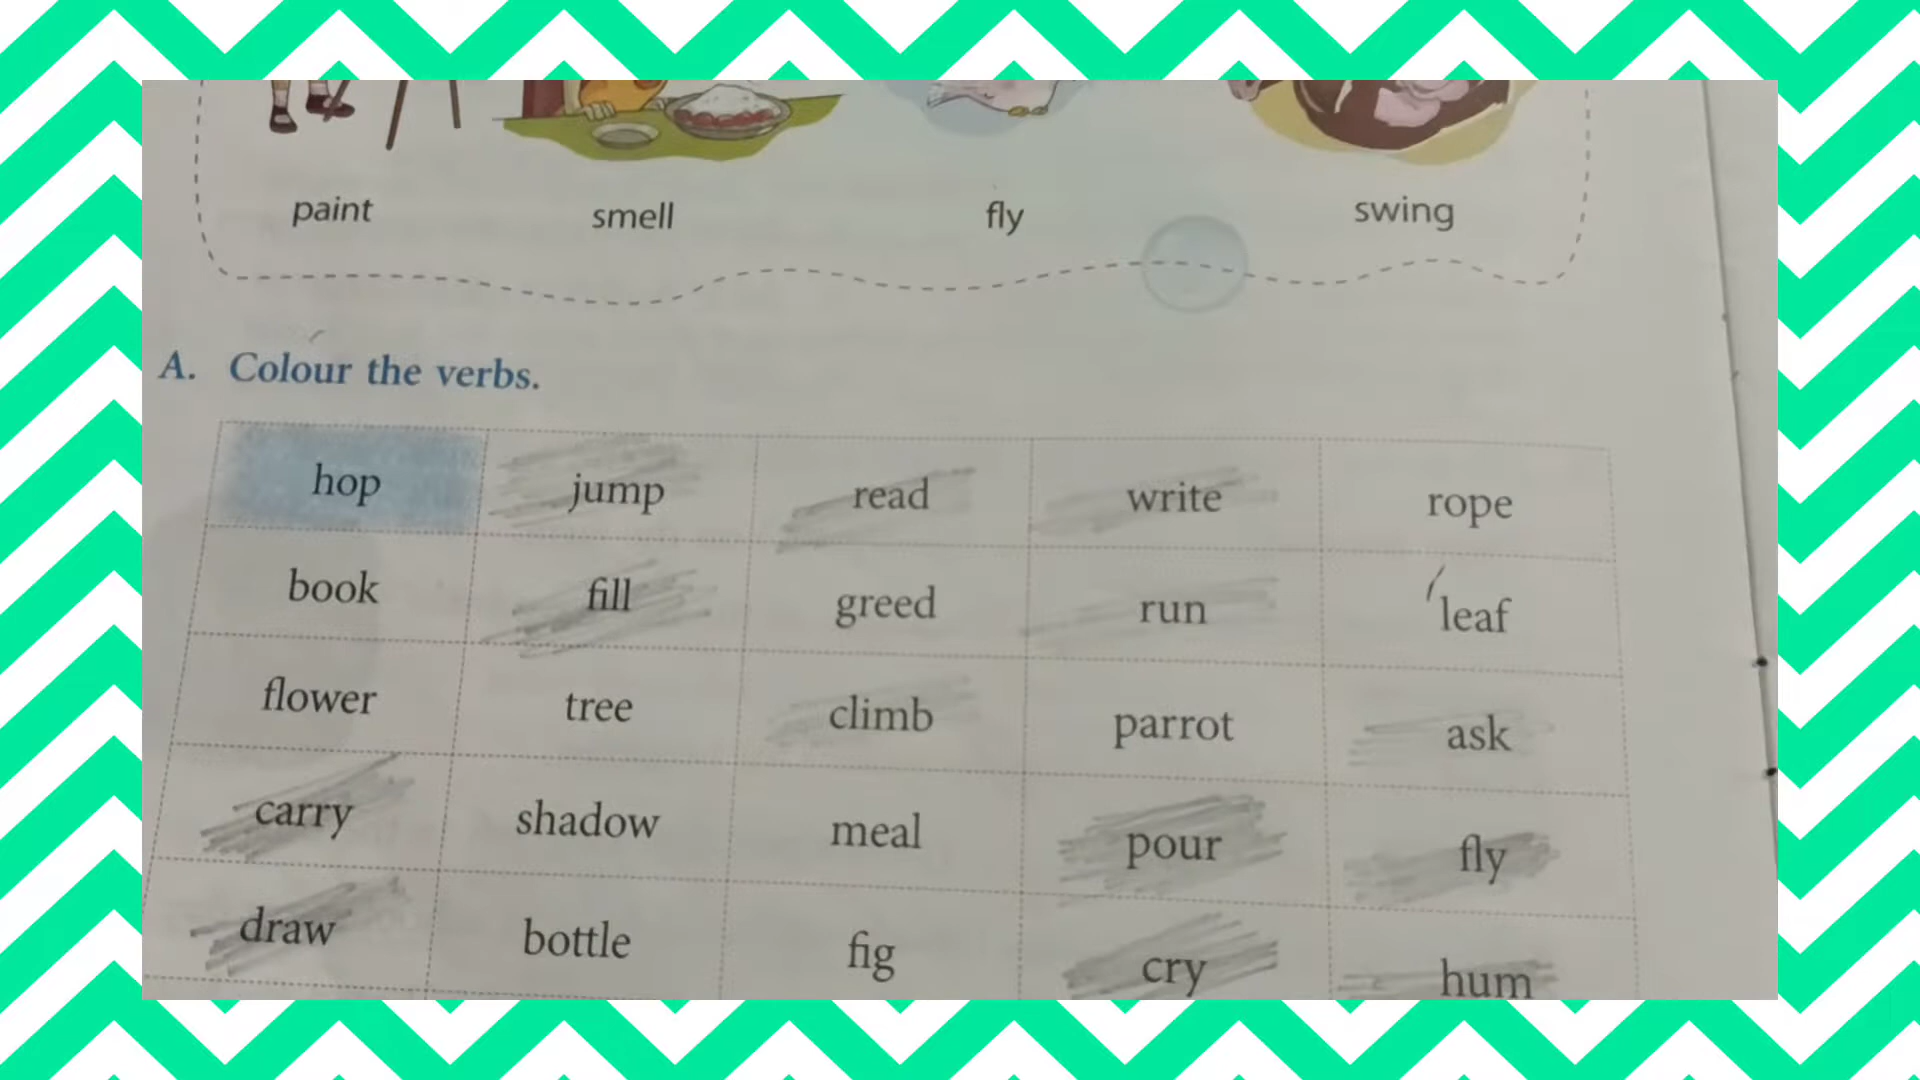 paint smell fly swing
A. Colour the verbs.
hop jump read write rope
book fill greed run leaf
flower tree climb parrot ask
carry shadow meal pour fly
draw bottle fig cry hum